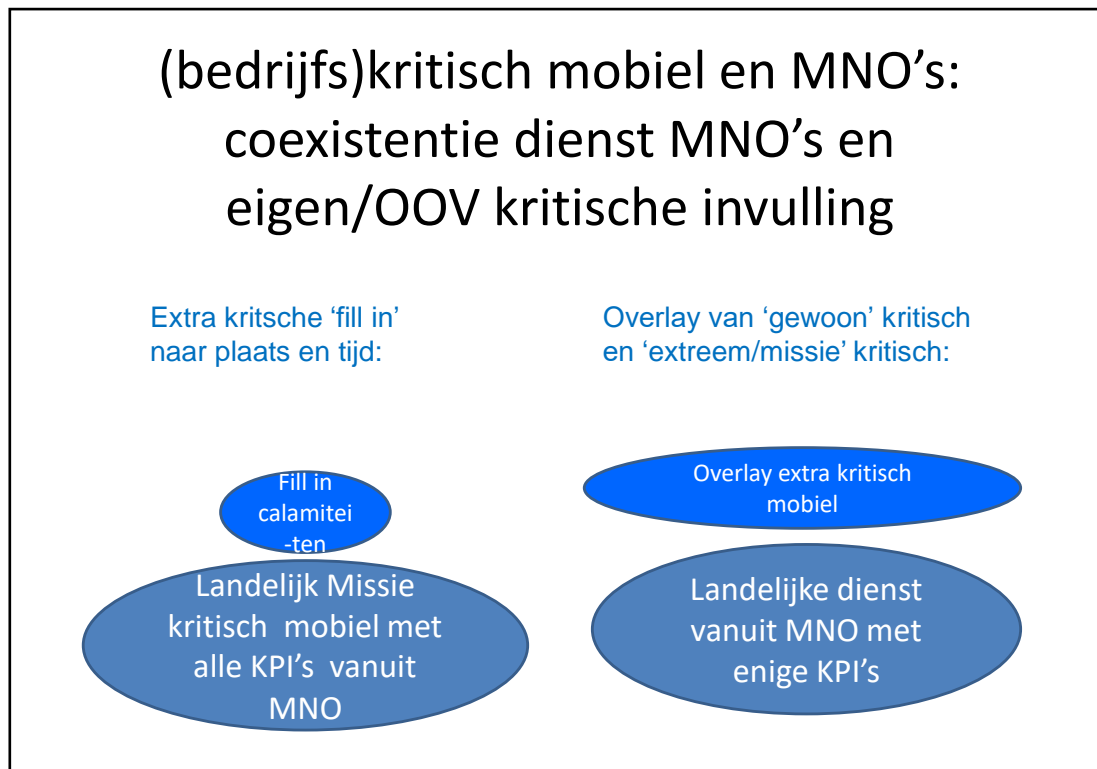 (bedrijfs)kritisch mobiel en MNO’s:
coexistentie dienst MNO’s en
eigen/OOV kritische invulling
Extra kritsche ‘fill in’
naar plaats en tijd:
Overlay van ‘gewoon’ kritisch
en ‘extreem/missie’ kritisch:
Fill in
calamitei
-ten
Landelijk Missie
kritisch mobiel met
alle KPI’s vanuit
MNO
Overlay extra kritisch
mobiel
Landelijke dienst
vanuit MNO met
enige KPI’s